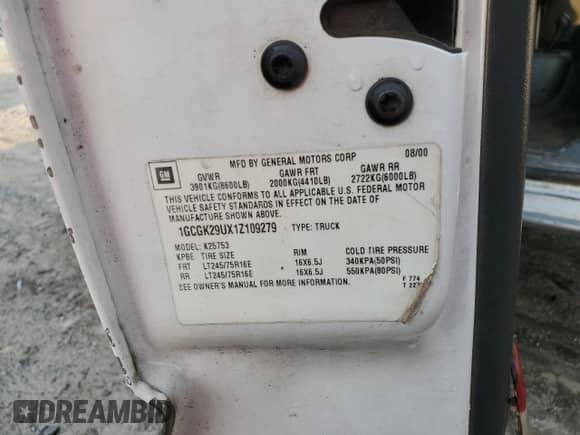 MFD BY GENERAL MOTORS CORP 08/00
GM
GVWR GAWR FRT GAWR RR
3901KG(8600LB) 2000KG(4410LB) 2722KG(6000LB)
THIS VEHICLE CONFORMS TO ALL APPLICABLE U.S. FEDERAL MOTOR
VEHICLE SAFETY STANDARDS IN EFFECT ON THE DATE OF
MANUFACTURE SHOWN ABOVE.
1GCGK29UX1Z109279 TYPE: TRUCK
MODEL: K25753
KPBE TIRE SIZE RIM COLD TIRE PRESSURE
FRT LT245/75R16E 16X6.5J 340KPA(50PSI)
RR LT245/75R16E 16X6.5J 550KPA(80PSI)
SEE OWNER'S MANUAL FOR MORE INFORMATION.
F 774
T 227
DREAMBID